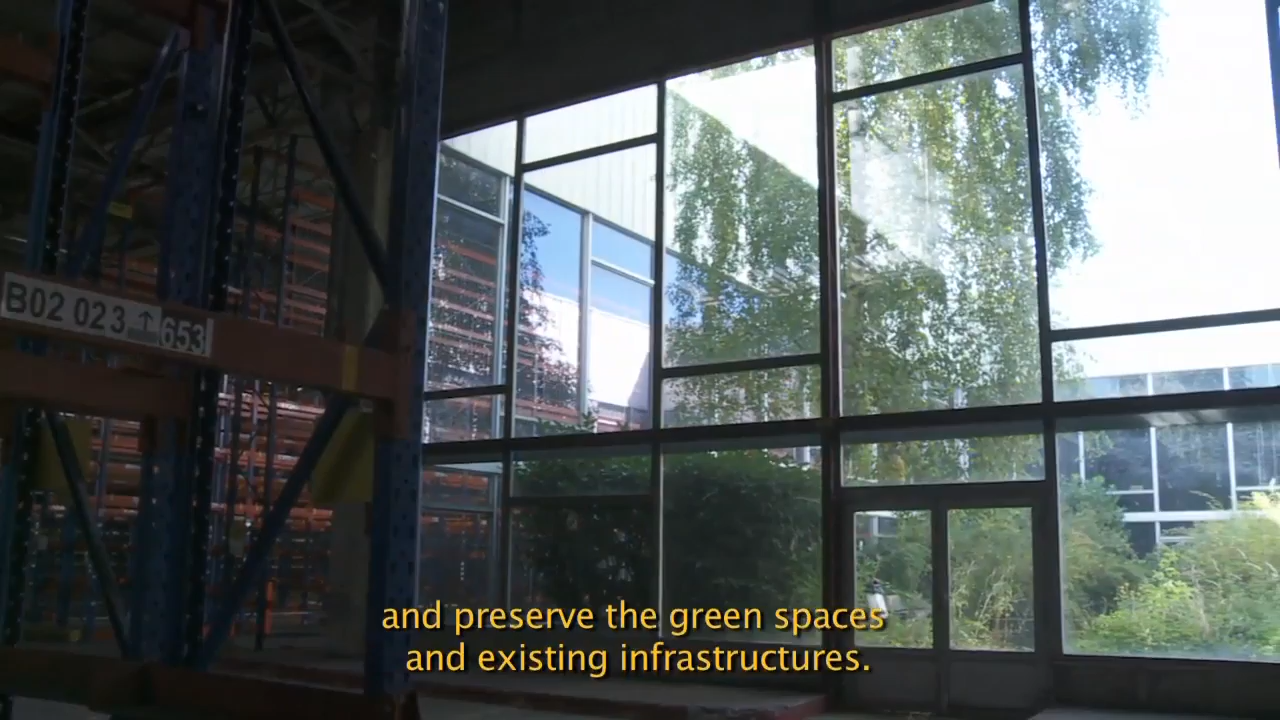 B02 023 ↑ 653
and preserve the green spaces
and existing infrastructures.